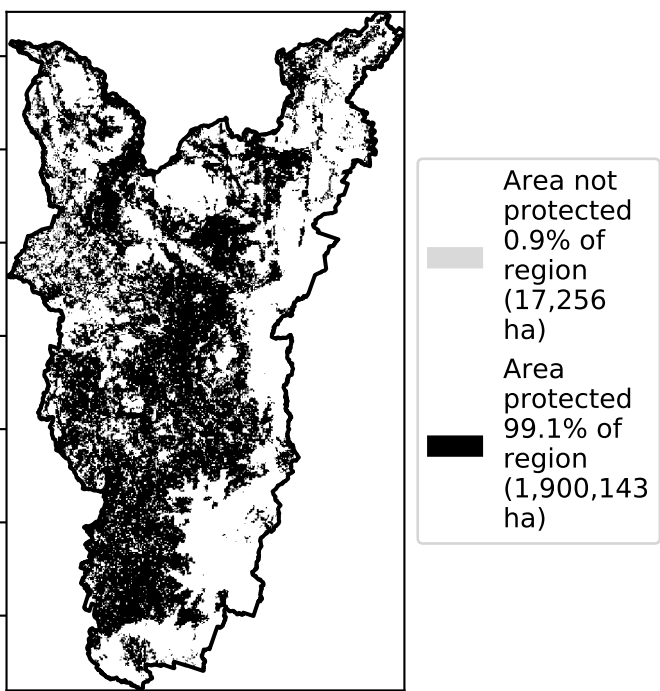 Area not
protected
0.9% of
region
(17,256
ha)
Area
protected
99.1% of
region
(1,900,143
ha)